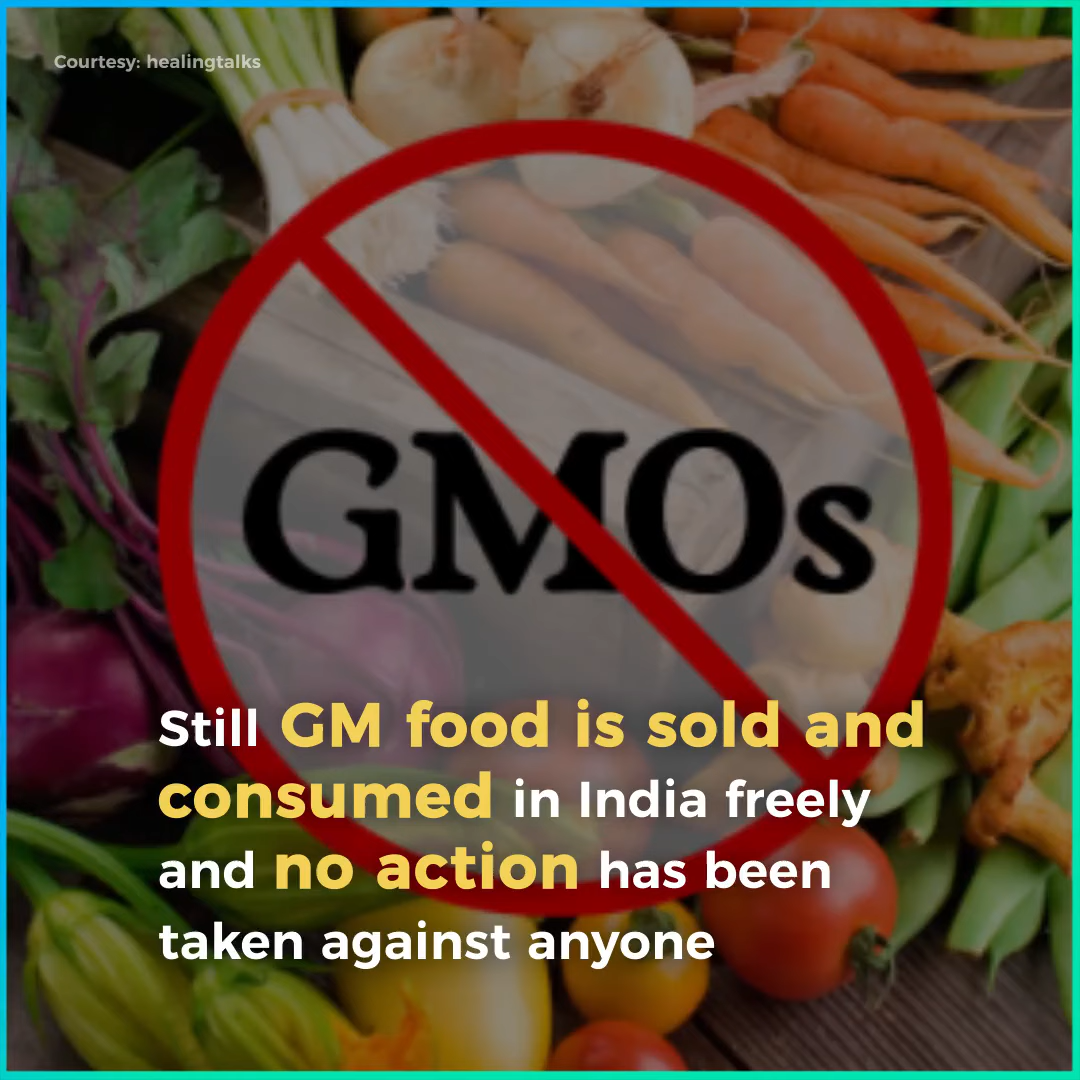 Courtesy: healingtalks
GMOs
Still GM food is sold and
consumed in India freely
and no action has been
taken against anyone